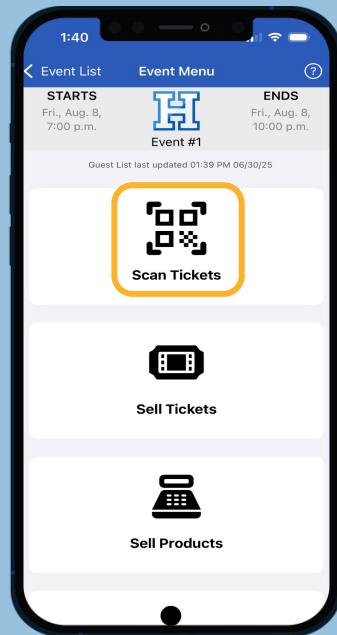 1:40
Event List Event Menu ?
STARTS H ENDS
Fri., Aug. 8, Fri., Aug. 8,
7:00 p.m. 10:00 p.m.
Event #1
Guest List last updated 01:39 PM 06/30/25
Scan Tickets
Sell Tickets
Sell Products